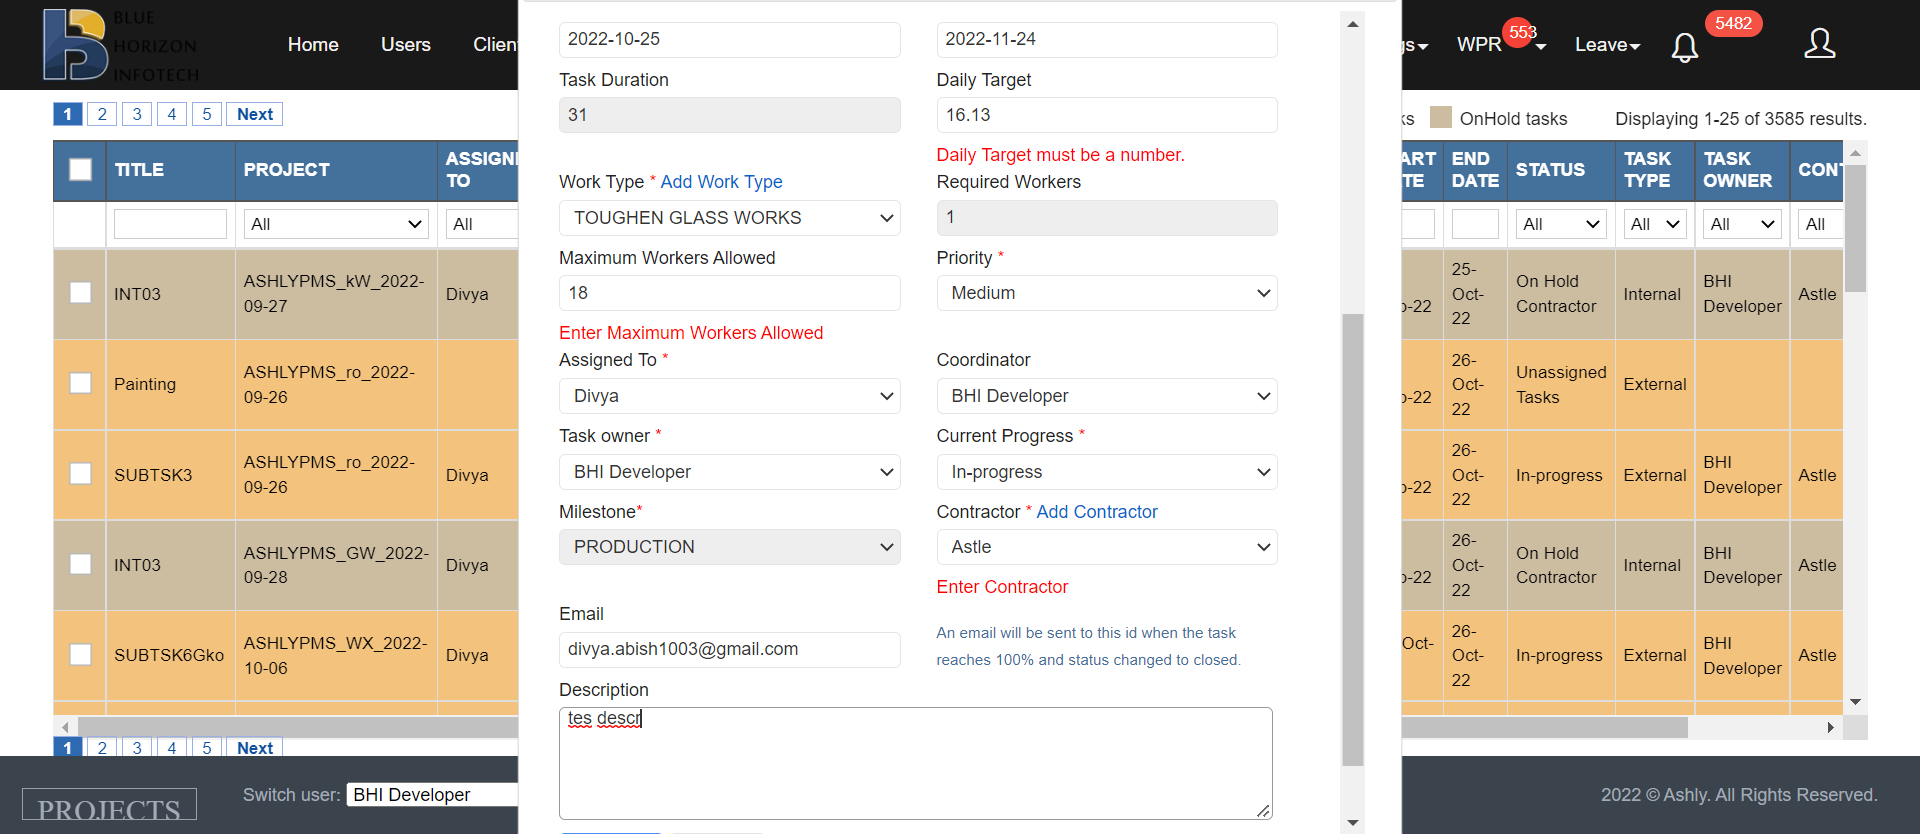 BLUE
HORIZON
INFOTECH
Home
Users
Clien
gs
WPR
553
Leave
5482
1
2
3
4
5
Next
ks
OnHold tasks
Displaying 1-25 of 3585 results.
TITLE
PROJECT
ASSIGNE
TO
ART
TE
END
DATE
STATUS
TASK
TYPE
TASK
OWNER
CONT
All
All
All
All
All
All
INT03
ASHLYPMS_kW_2022-
09-27
Divya
p-22
25-
Oct-
22
On Hold
Contractor
Internal
BHI
Developer
Astle
Painting
ASHLYPMS_ro_2022-
09-26
p-22
26-
Oct-
22
Unassigned
Tasks
External
SUBTSK3
ASHLYPMS_ro_2022-
09-26
Divya
p-22
26-
Oct-
22
In-progress
External
BHI
Developer
Astle
INT03
ASHLYPMS_GW_2022-
09-28
Divya
p-22
26-
Oct-
22
On Hold
Contractor
Internal
BHI
Developer
Astle
SUBTSK6Gko
ASHLYPMS_WX_2022-
10-06
Divya
Oct-
26-
Oct-
22
In-progress
External
BHI
Developer
Astle
1
2
3
4
5
Next
2022-10-25
2022-11-24
Task Duration
Daily Target
31
16.13
Daily Target must be a number.
Work Type * Add Work Type
Required Workers
TOUGHEN GLASS WORKS
1
Maximum Workers Allowed
Priority *
18
Medium
Enter Maximum Workers Allowed
Assigned To *
Coordinator
Divya
BHI Developer
Task owner *
Current Progress *
BHI Developer
In-progress
Milestone*
Contractor * Add Contractor
PRODUCTION
Astle
Enter Contractor
Email
divya.abish1003@gmail.com
An email will be sent to this id when the task
reaches 100% and status changed to closed.
Description
tes descr
PROJECTS
Switch user:
BHI Developer
2022 © Ashly. All Rights Reserved.